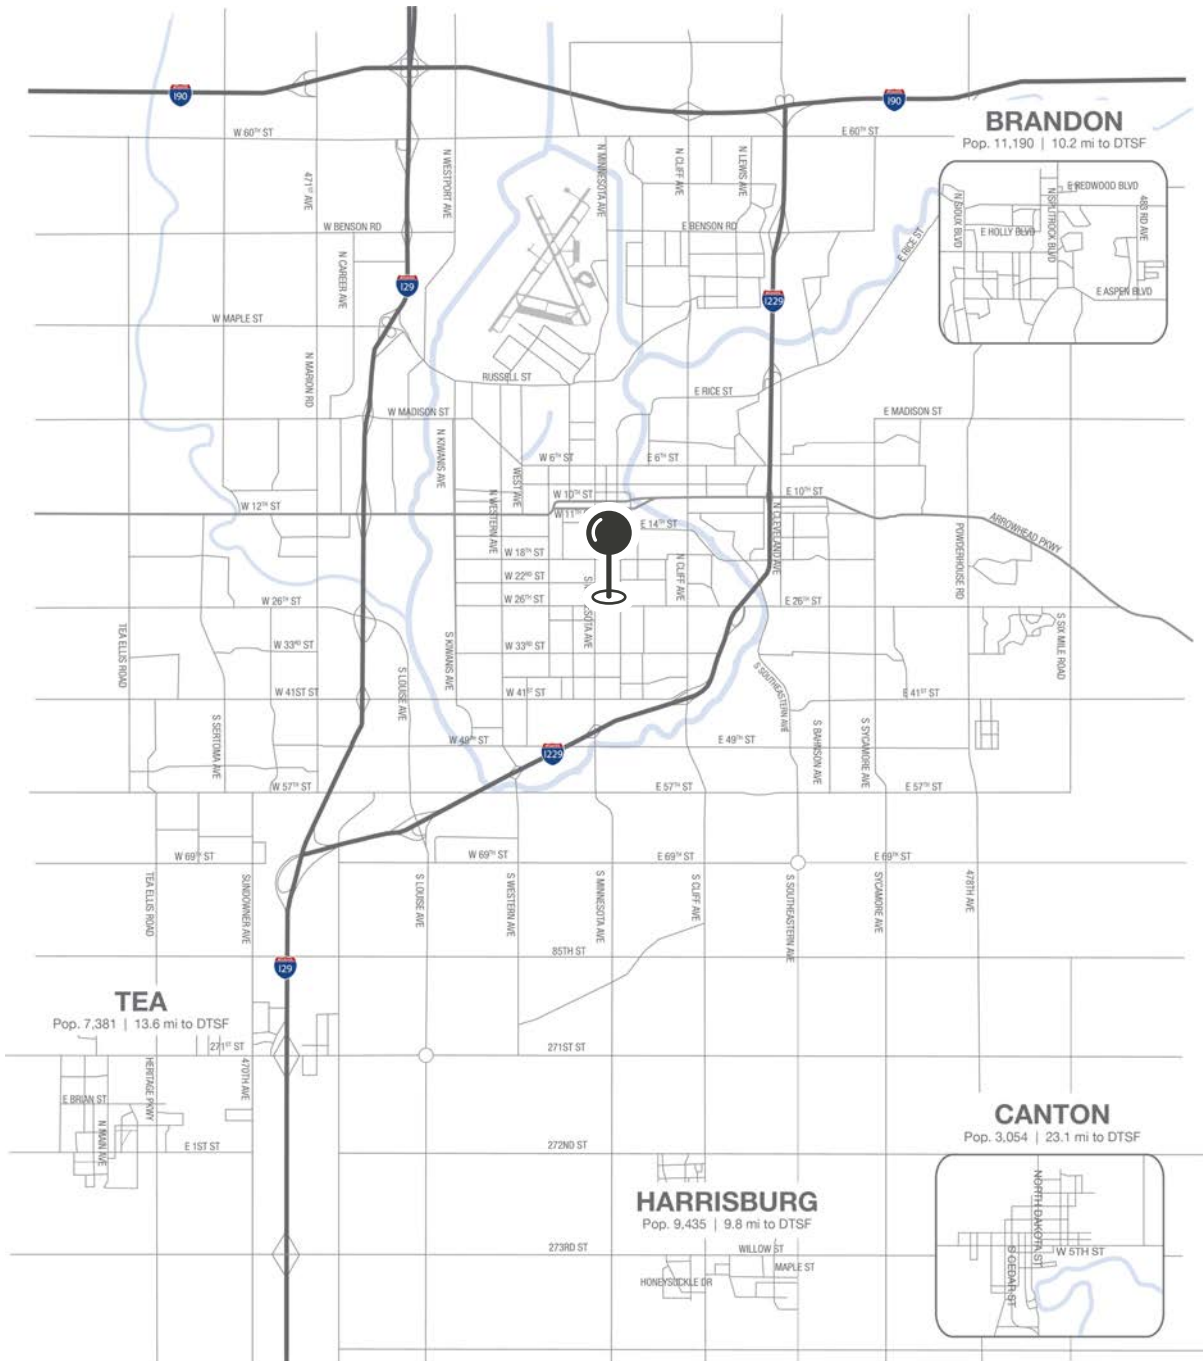 I90
I90
BRANDON
Pop. 11,190 | 10.2 mi to DTSF
W 60TH ST
E 60TH ST
N WESTPORT AVE
N MINNESOTA AVE
N CLIFF AVE
N LEWIS AVE
471ST AVE
E REDWOOD BLVD
N SIOUX BLVD
N SPLITROCK BLVD
483 RD AVE
E HOLLY BLVD
E ASPEN BLVD
W BENSON RD
E BENSON RD
E RICE ST
N CAREER AVE
I29
I229
W MAPLE ST
N MARION RD
RUSSELL ST
E RICE ST
W MADISON ST
E MADISON ST
N KIWANIS AVE
W 6TH ST
E 6TH ST
WEST AVE
N WESTERN AVE
W 10TH ST
E 10TH ST
W 12TH ST
W 11TH
E 14TH ST
N CLEVELAND AVE
POWDERHOUSE RD
ARROWHEAD PKWY
W 18TH ST
N CLIFF AVE
W 22ND ST
W 26TH ST
W 26TH ST
E 26TH ST
TEA ELLIS ROAD
S KIWANIS AVE
W 33RD ST
W 33RD ST
S SIX MILE ROAD
S LOUISE AVE
S SOUTHEASTERN AVE
W 41ST ST
W 41ST ST
E 41ST ST
S SERTOMA AVE
S BAHNSON AVE
S SYCAMORE AVE
W 49TH ST
E 49TH ST
I229
W 57TH ST
E 57TH ST
E 57TH ST
W 69TH ST
W 69TH ST
E 69TH ST
E 69TH ST
TEA ELLIS ROAD
SUNDOWNER AVE
S LOUISE AVE
S WESTERN AVE
S MINNESOTA AVE
S CLIFF AVE
S SOUTHEASTERN AVE
SYCAMORE AVE
478TH AVE
85TH ST
I29
TEA
Pop. 7,381 | 13.6 mi to DTSF
271ST ST
271ST ST
HERITAGE PKWY
470TH AVE
E BRIAN ST
N MAIN AVE
E 1ST ST
272ND ST
CANTON
Pop. 3,054 | 23.1 mi to DTSF
NORTH DAKOTA ST
W 5TH ST
S CEDAR ST
HARRISBURG
Pop. 9,435 | 9.8 mi to DTSF
273RD ST
WILLOW ST
MAPLE ST
HONEYSUCKLE DR